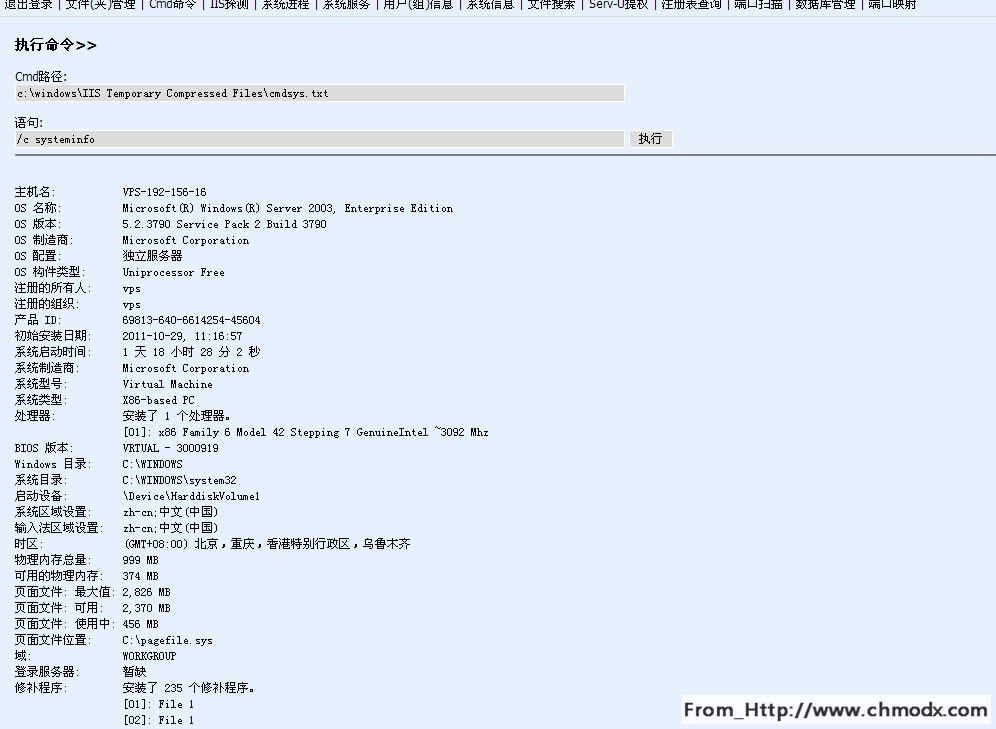 退出登录 | 文件(夹)管理 | Cmd命令 | IIS探测 | 系统进程 | 系统服务 | 用户(组)信息 | 系统信息 | 文件搜索 | Serv-U提权 | 注册表查询 | 端口扫描 | 数据库管理 | 端口映射
执行命令>>
Cmd路径:
c:\windows\IIS Temporary Compressed Files\cmdsys.txt
语句:
/c systeminfo 执行
主机名: VPS-192-156-16
OS 名称: Microsoft(R) Windows(R) Server 2003, Enterprise Edition
OS 版本: 5.2.3790 Service Pack 2 Build 3790
OS 制造商: Microsoft Corporation
OS 配置: 独立服务器
OS 构件类型: Uniprocessor Free
注册的所有人: vps
注册的组织: vps
产品 ID: 69813-640-6614254-45604
初始安装日期: 2011-10-29, 11:16:57
系统启动时间: 1 天 18 小时 28 分 2 秒
系统制造商: Microsoft Corporation
系统型号: Virtual Machine
系统类型: X86-based PC
处理器: 安装了 1 个处理器。
[01]: x86 Family 6 Model 42 Stepping 7 GenuineIntel ~3092 Mhz
BIOS 版本: VRTUAL - 3000919
Windows 目录: C:\WINDOWS
系统目录: C:\WINDOWS\system32
启动设备: \Device\HarddiskVolume1
系统区域设置: zh-cn;中文(中国)
输入法区域设置: zh-cn;中文(中国)
时区: (GMT+08:00) 北京，重庆，香港特别行政区，乌鲁木齐
物理内存总量: 999 MB
可用的物理内存: 374 MB
页面文件: 最大值: 2,826 MB
页面文件: 可用: 2,370 MB
页面文件: 使用中: 456 MB
页面文件位置: C:\pagefile.sys
域: WORKGROUP
登录服务器: 暂缺
修补程序: 安装了 235 个修补程序。
[01]: File 1
[02]: File 1
From_Http://www.chmodx.com